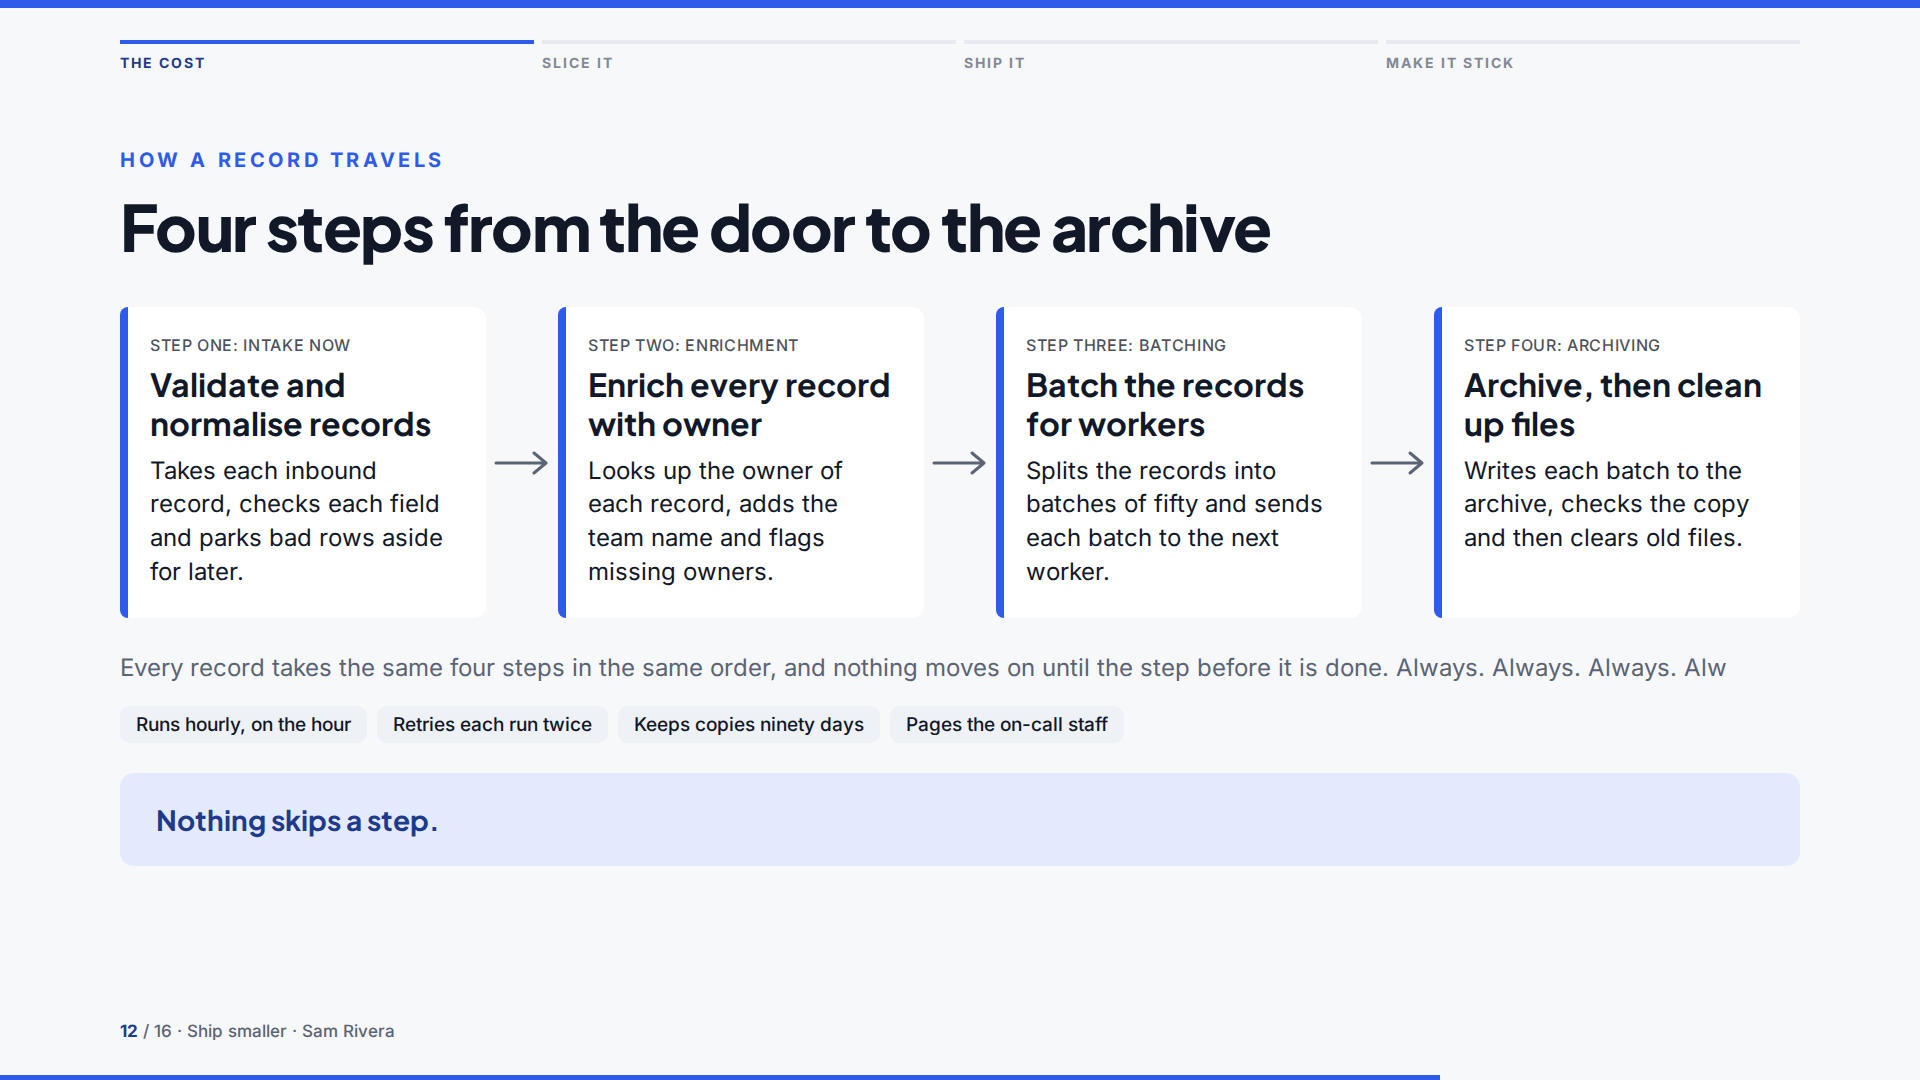 THE COST
SLICE IT
SHIP IT
MAKE IT STICK
HOW A RECORD TRAVELS
Four steps from the door to the archive
STEP ONE: INTAKE NOW
Validate and
normalise records
Takes each inbound
record, checks each field
and parks bad rows aside
for later.
STEP TWO: ENRICHMENT
Enrich every record
with owner
Looks up the owner of
each record, adds the
team name and flags
missing owners.
STEP THREE: BATCHING
Batch the records
for workers
Splits the records into
batches of fifty and sends
each batch to the next
worker.
STEP FOUR: ARCHIVING
Archive, then clean
up files
Writes each batch to the
archive, checks the copy
and then clears old files.
Every record takes the same four steps in the same order, and nothing moves on until the step before it is done. Always. Always. Always. Alw
Runs hourly, on the hour
Retries each run twice
Keeps copies ninety days
Pages the on-call staff
Nothing skips a step.
12 / 16 · Ship smaller · Sam Rivera